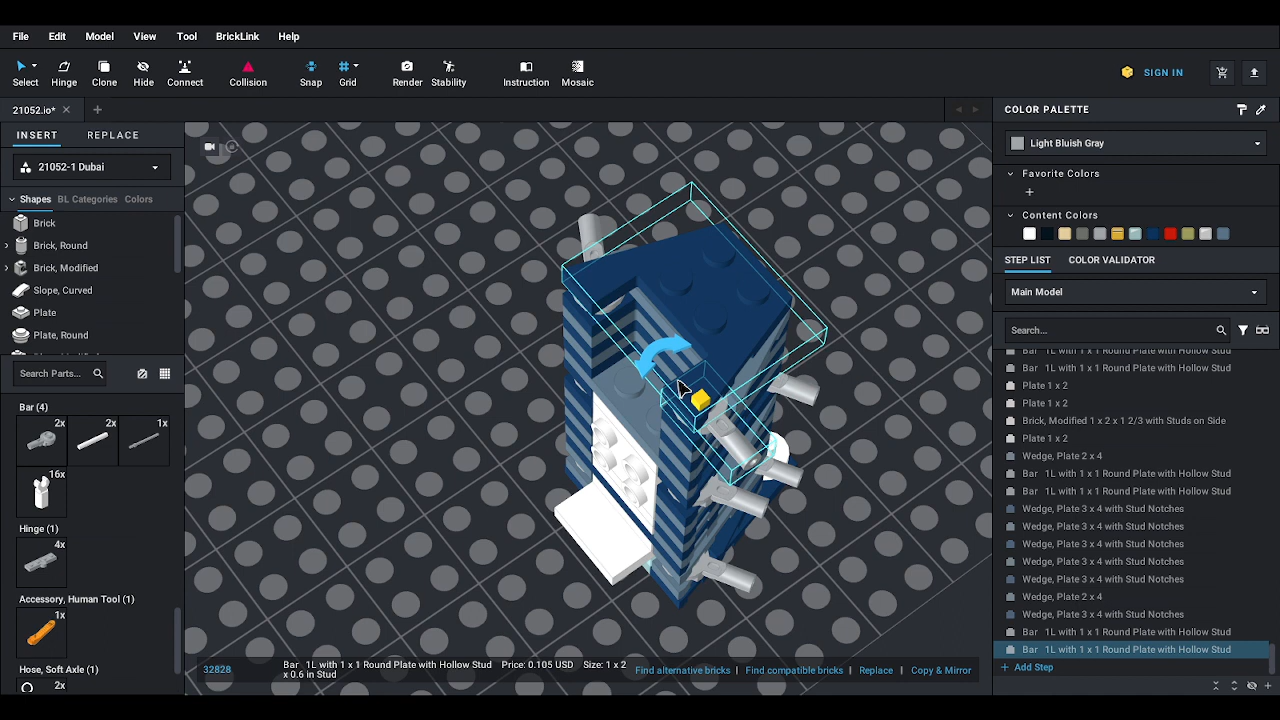 File Edit Model View Tool BrickLink Help
Select Hinge Clone Hide Connect Collision Snap Grid Render Stability Instruction Mosaic SIGN IN
21052.io*
INSERT REPLACE
21052-1 Dubai
Shapes BL Categories Colors
Brick
Brick, Round
Brick, Modified
Slope, Curved
Plate
Plate, Round
Search Parts...
Bar (4)
2x 2x 1x
16x
Hinge (1)
4x
Accessory, Human Tool (1)
1x
Hose, Soft Axle (1)
2x
32828
Bar 1L with 1 x 1 Round Plate with Hollow Stud Price: 0.105 USD Size: 1 x 2
x 0.6 in Stud
Find alternative bricks | Find compatible bricks | Replace | Copy & Mirror
COLOR PALETTE
Light Bluish Gray
Favorite Colors
+
Content Colors
STEP LIST COLOR VALIDATOR
Main Model
Search...
Bar 1L with 1 x 1 Round Plate with Hollow Stud
Bar 1L with 1 x 1 Round Plate with Hollow Stud
Plate 1 x 2
Plate 1 x 2
Brick, Modified 1 x 2 x 1 2/3 with Studs on Side
Plate 1 x 2
Wedge, Plate 2 x 4
Bar 1L with 1 x 1 Round Plate with Hollow Stud
Bar 1L with 1 x 1 Round Plate with Hollow Stud
Wedge, Plate 3 x 4 with Stud Notches
Wedge, Plate 3 x 4 with Stud Notches
Wedge, Plate 3 x 4 with Stud Notches
Wedge, Plate 3 x 4 with Stud Notches
Wedge, Plate 3 x 4 with Stud Notches
Wedge, Plate 2 x 4
Wedge, Plate 3 x 4 with Stud Notches
Bar 1L with 1 x 1 Round Plate with Hollow Stud
Bar 1L with 1 x 1 Round Plate with Hollow Stud
+ Add Step